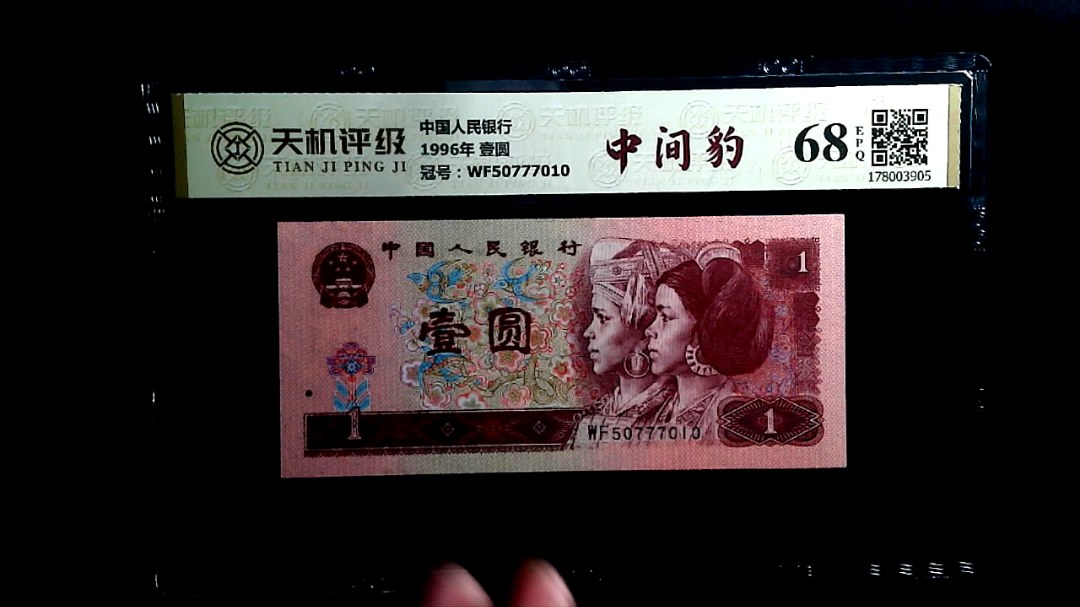 天机评级
TIAN JI PING JI
中国人民银行
1996年 壹圆
冠号：WF50777010
中间豹
68
EPQ
178003905
中國人民银行
1
壹圆
1
1
WF50777010